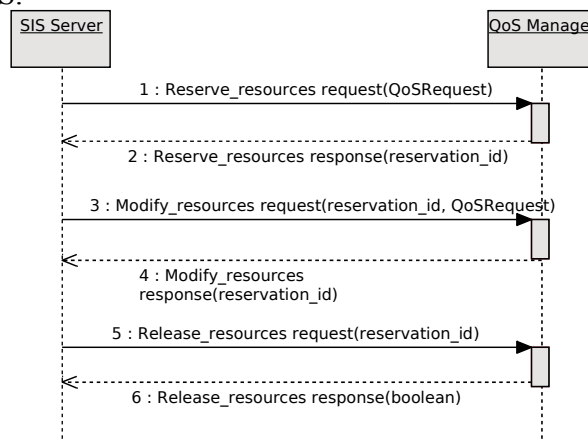 SIS Server
QoS Manage
1 : Reserve_resources request(QoSRequest)
2 : Reserve_resources response(reservation_id)
3 : Modify_resources request(reservation_id, QoSRequest)
4 : Modify_resources
response(reservation_id)
5 : Release_resources request(reservation_id)
6 : Release_resources response(boolean)